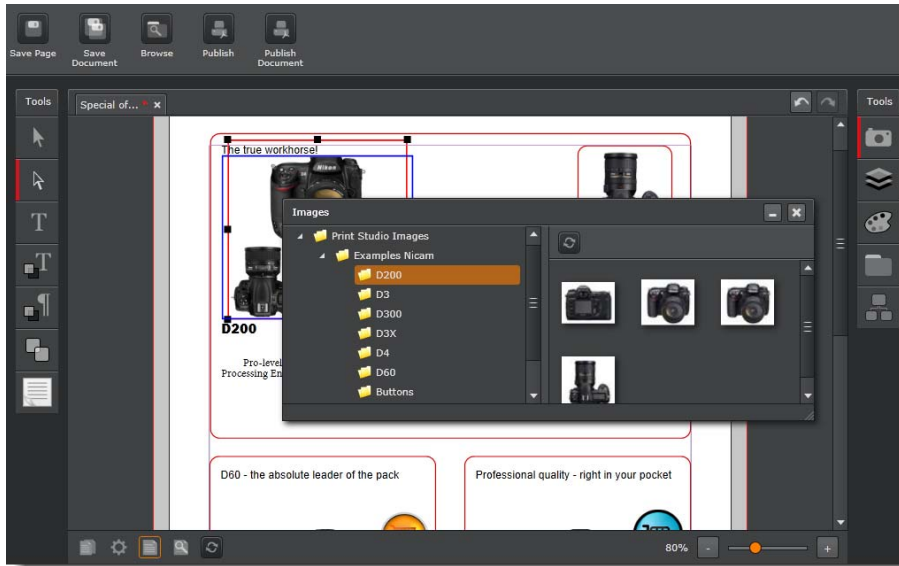 Save Page
Save Document
Browse
Publish
Publish Document
Tools
Special of...
Tools
The true workhorse!
Nikon
Images
Print Studio Images
Examples Nicam
D200
D3
D300
D3X
D4
D60
Buttons
D200
Pro-level
Processing En
D60 - the absolute leader of the pack
Professional quality - right in your pocket
80%